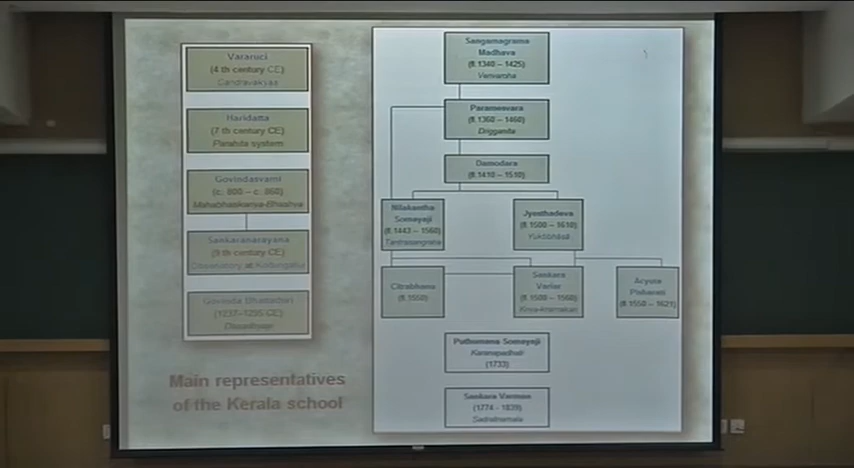 Vararuci
(4 th century CE)
Candravakyas
Haridatta
(7 th century CE)
Parahita system
Govindasvami
(c. 800 – c. 860)
Mahabhaskariya-Bhashya
Sankaranarayana
(9 th century CE)
Observatory at
Govinda Bhattathiri
(1237-1295 CE)
Main representatives
of the Kerala school
Sangamagrama
Madhava
(fl.1340 – 1425)
Venvaroha
Paramesvara
(fl.1360 – 1460)
Drigganita
Damodara
(fl.1410 – 1510)
Nilakantha
Somayaji
(fl.1443 – 1560)
Tantrasangraha
Jyesthadeva
(fl.1500 – 1610)
Yuktibhasa
Citrabhanu
(fl.1550)
Sankara
Variar
(fl.1500 – 1560)
Kriya-kramakari
Acyuta
Pisharati
(fl.1550 – 1621)
Puthumana Somayaji
Karanapadhati
(1733)
Sankara Varman
(1774 - 1839)
Sadratnamala